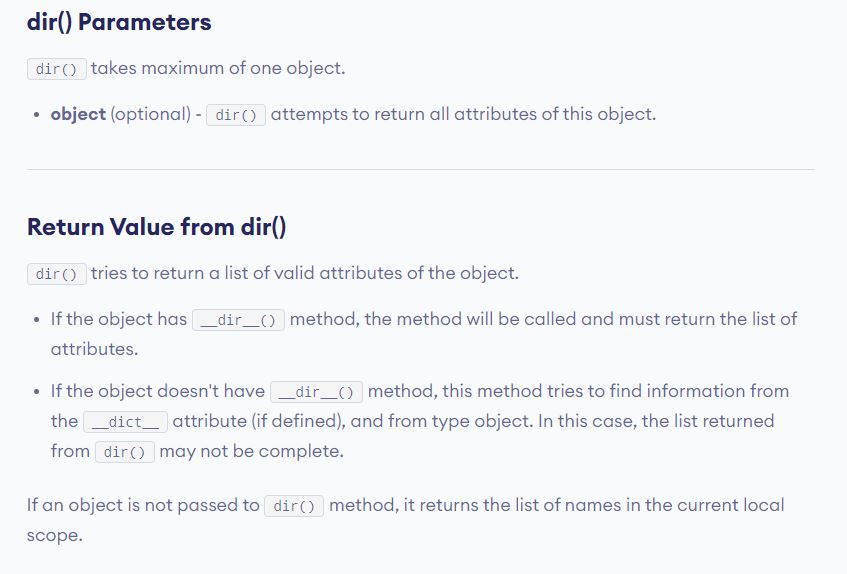 dir() Parameters
dir() takes maximum of one object.
• object (optional) - dir() attempts to return all attributes of this object.
Return Value from dir()
dir() tries to return a list of valid attributes of the object.
• If the object has __dir__() method, the method will be called and must return the list of
attributes.
• If the object doesn't have __dir__() method, this method tries to find information from
the __dict__ attribute (if defined), and from type object. In this case, the list returned
from dir() may not be complete.
If an object is not passed to dir() method, it returns the list of names in the current local
scope.